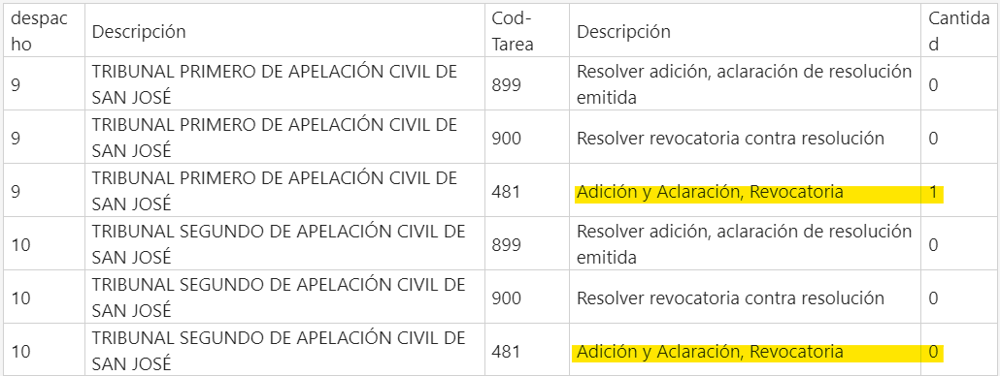 despac
ho
Descripción
Cod-
Tarea
Descripción
Cantida
d
9
TRIBUNAL PRIMERO DE APELACIÓN CIVIL DE
SAN JOSÉ
899
Resolver adición, aclaración de resolución
emitida
0
9
TRIBUNAL PRIMERO DE APELACIÓN CIVIL DE
SAN JOSÉ
900
Resolver revocatoria contra resolución
0
9
TRIBUNAL PRIMERO DE APELACIÓN CIVIL DE
SAN JOSÉ
481
Adición y Aclaración, Revocatoria
1
10
TRIBUNAL SEGUNDO DE APELACIÓN CIVIL DE
SAN JOSÉ
899
Resolver adición, aclaración de resolución
emitida
0
10
TRIBUNAL SEGUNDO DE APELACIÓN CIVIL DE
SAN JOSÉ
900
Resolver revocatoria contra resolución
0
10
TRIBUNAL SEGUNDO DE APELACIÓN CIVIL DE
SAN JOSÉ
481
Adición y Aclaración, Revocatoria
0